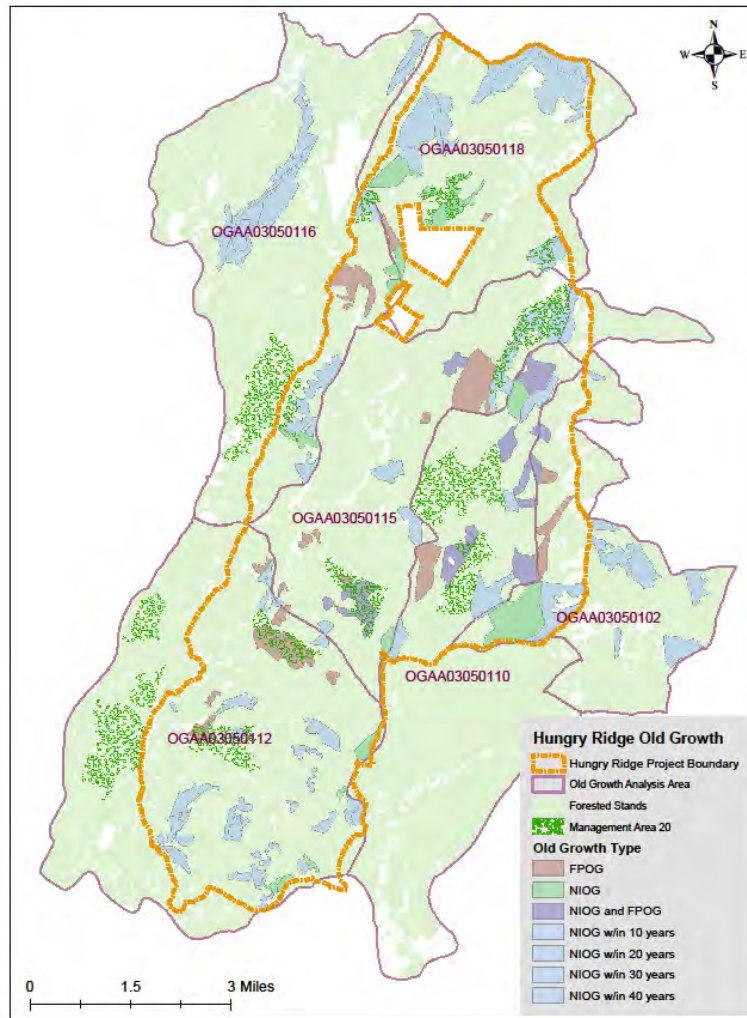 N
W E
S
OGAA03050118
OGAA03050116
OGAA03050115
OGAA03050102
OGAA03050110
OGAA03050112
Hungry Ridge Old Growth
Hungry Ridge Project Boundary
Old Growth Analysis Area
Forested Stands
Management Area 20
Old Growth Type
FPOG
NIOG
NIOG and FPOG
NIOG w/in 10 years
NIOG w/in 20 years
NIOG w/in 30 years
NIOG w/in 40 years
0 1.5 3 Miles